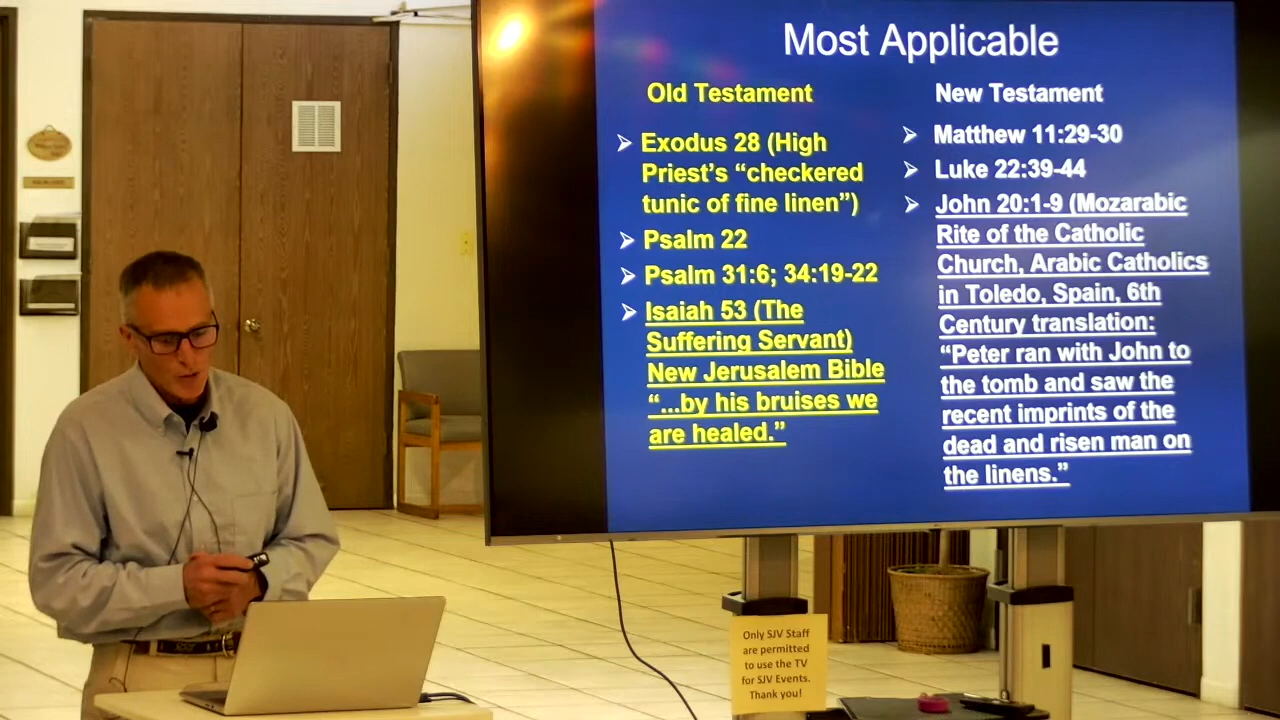 Most Applicable
Old Testament
Exodus 28 (High
Priest's “checkered
tunic of fine linen”)
Psalm 22
Psalm 31:6; 34:19-22
Isaiah 53 (The
Suffering Servant)
New Jerusalem Bible
“...by his bruises we
are healed.”
New Testament
Matthew 11:29-30
Luke 22:39-44
John 20:1-9 (Mozarabic
Rite of the Catholic
Church, Arabic Catholics
in Toledo, Spain, 6th
Century translation:
“Peter ran with John to
the tomb and saw the
recent imprints of the
dead and risen man on
the linens.”
Only SJV Staff
are permitted
to use the TV
for SJV Events.
Thank you!